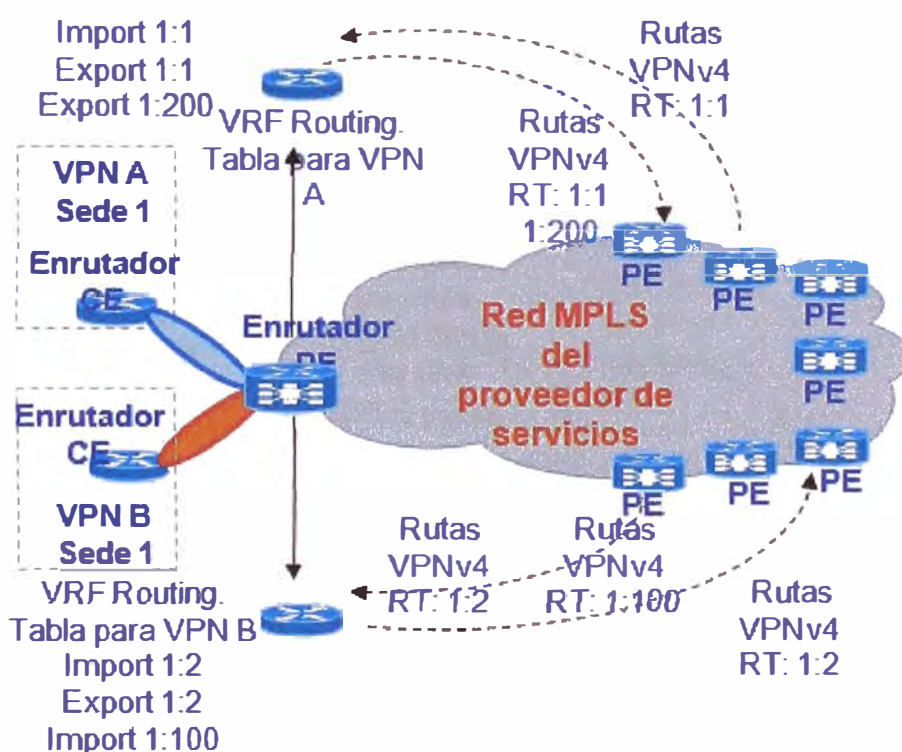 Import 1:1
Export 1:1
Export 1:200
VRF Routing.
Tabla para VPN
A
Rutas
VPNv4
RT: 1:1
Rutas
VPNv4
RT: 1:1
1:200
VPN A
Sede 1
Enrutador
CE
Enrutador
PE
Enrutador
CE
VPN B
Sede 1
Red MPLS
del
proveedor de
servicios
PE
PE
PE
PE
PE
PE
PE
VRF Routing.
Tabla para VPN B
Import 1:2
Export 1:2
Import 1:100
Rutas
VPNv4
RT: 1:2
Rutas
VPNv4
RT: 1:100
Rutas
VPNv4
RT: 1:2